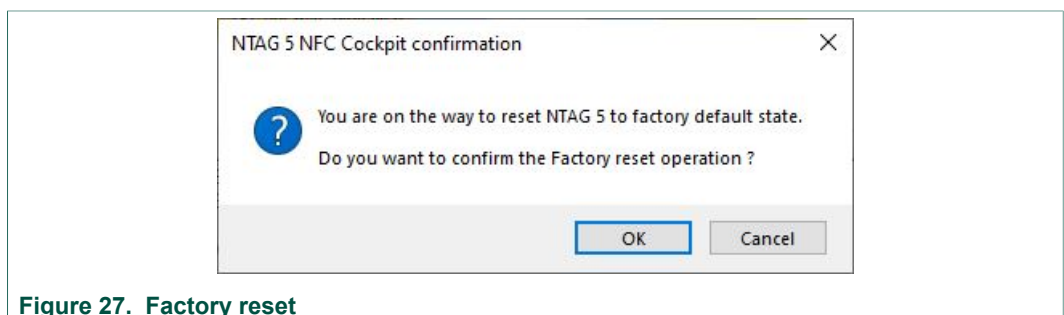 NTAG 5 NFC Cockpit confirmation
?
You are on the way to reset NTAG 5 to factory default state.
Do you want to confirm the Factory reset operation ?
OK Cancel
Figure 27. Factory reset